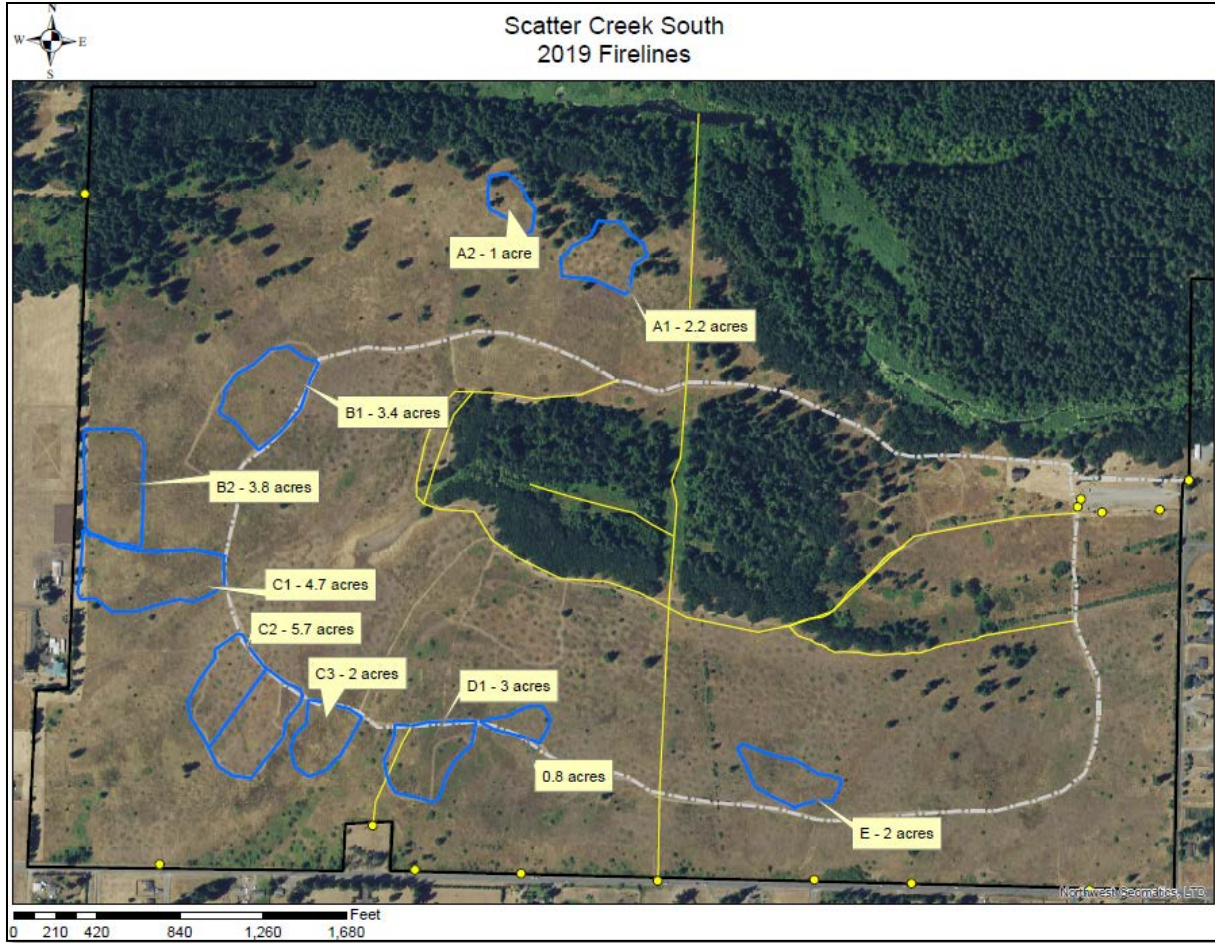 Scatter Creek South
2019 Firelines
N
W E
S
A2 - 1 acre
A1 - 2.2 acres
B1 - 3.4 acres
B2 - 3.8 acres
C1 - 4.7 acres
C2 - 5.7 acres
C3 - 2 acres
D1 - 3 acres
0.8 acres
E - 2 acres
Northwest Geomatics, LTD
Feet
0 210 420 840 1,260 1,680